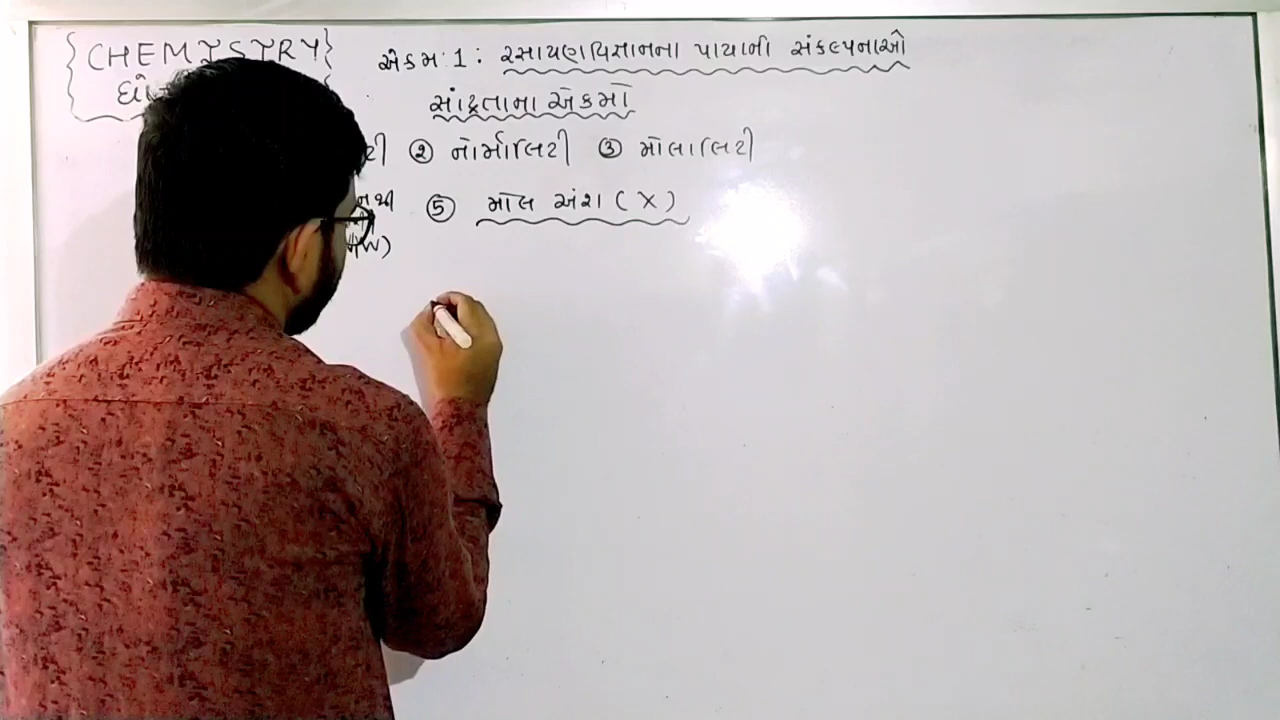 CHEMISTRY
એકમ : 1 : રસાયણવિજ્ઞાનના પાયાની સંકલ્પનાઓ
સાંદ્રતાના એકમો
② નોર્માલિટી ③ મોલાલિટી
⑤ મોલ અંશ ( X )